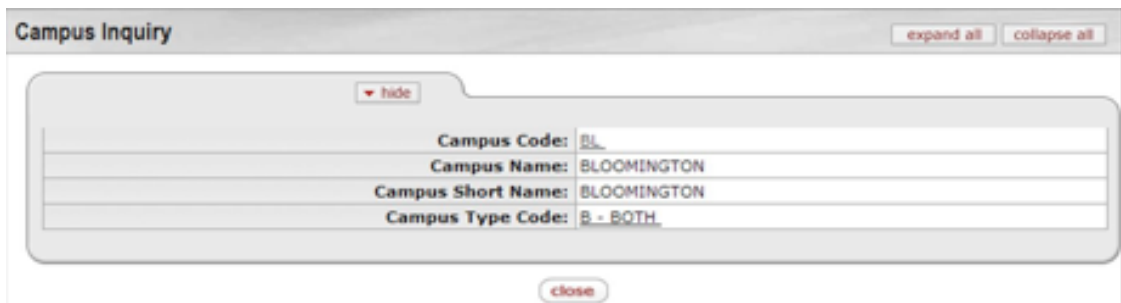 Campus Inquiry expand all collapse all
hide
Campus Code: BL
Campus Name: BLOOMINGTON
Campus Short Name: BLOOMINGTON
Campus Type Code: B - BOTH
close